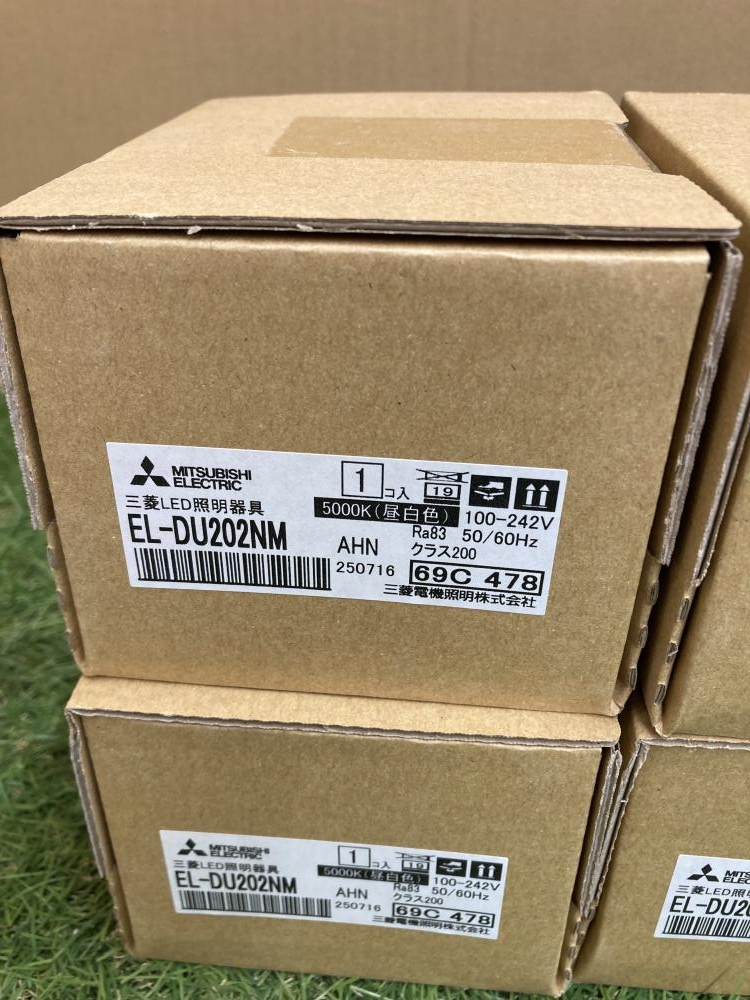 MITSUBISHI
ELECTRIC
三菱LED照明器具
EL-DU202NM
1コ入
19
5000K(昼白色)
100-242V
Ra83
50/60Hz
AHN
クラス200
250716
69C 478
三菱電機照明株式会社
MITSUBISHI
ELECTRIC
三菱LED照明器具
EL-DU202NM
1コ入
19
5000K(昼白色)
100-242V
Ra83
50/60Hz
AHN
クラス200
250716
69C 478
三菱電機照明株式会社
三菱LED照
EL-DU20